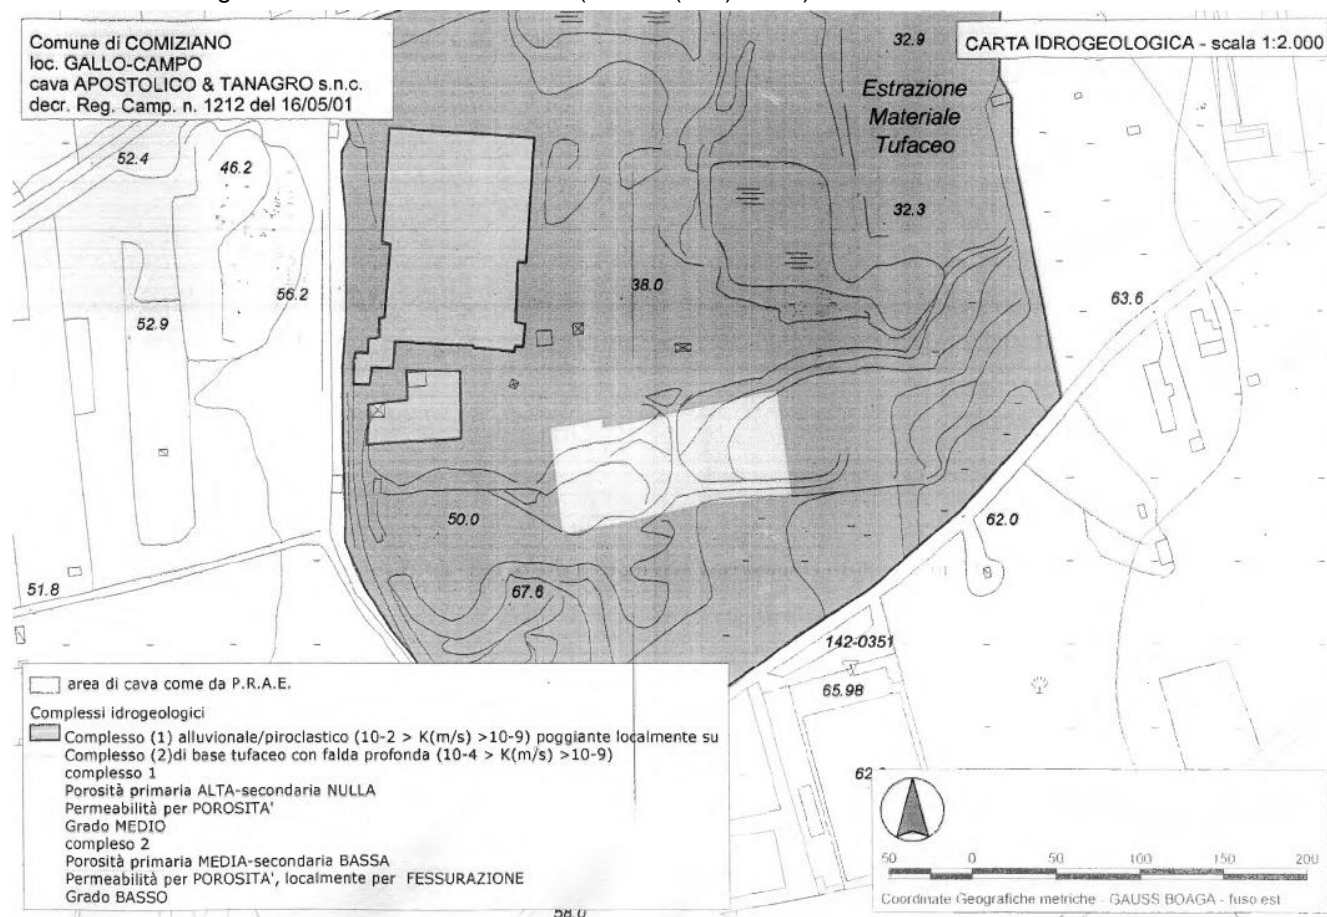 Comune di COMIZIANO
loc. GALLO-CAMPO
cava APOSTOLICO & TANAGRO s.n.c.
decr. Reg. Camp. n. 1212 del 16/05/01
CARTA IDROGEOLOGICA - scala 1:2.000
32.9
Estrazione
Materiale
Tufaceo
52.4
46.2
32.3
56.2
38.0
63.6
52.9
50.0
62.0
51.8
67.6
142-0351
65.98
62
58.0
area di cava come da P.R.A.E.
Complessi idrogeologici
Complesso (1) alluvionale/piroclastico (10-2 > K(m/s) >10-9) poggiante localmente su
Complesso (2)di base tufaceo con falda profonda (10-4 > K(m/s) >10-9)
complesso 1
Porosità primaria ALTA-secondaria NULLA
Permeabilità per POROSITA'
Grado MEDIO
compleso 2
Porosità primaria MEDIA-secondaria BASSA
Permeabilità per POROSITA', localmente per FESSURAZIONE
Grado BASSO
50 0 50 100 150 200
Coordinate Geografiche metriche - GAUSS BOAGA - fuso est